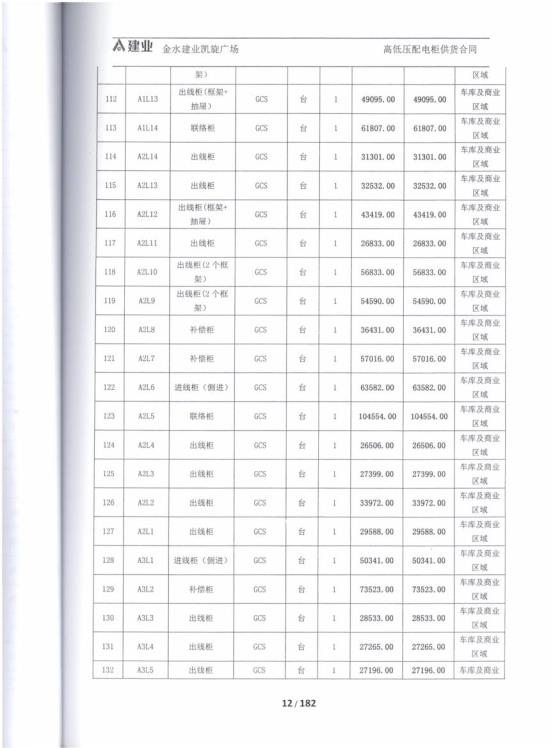 建业 金水建业凯旋广场 高低压配电柜供货合同
架） 区域
112 A1L13 出线柜(框架+抽屉) GCS 台 1 49095.00 49095.00 车库及商业区域
113 A1L14 联络柜 GCS 台 1 61807.00 61807.00 车库及商业区域
114 A2L14 出线柜 GCS 台 1 31301.00 31301.00 车库及商业区域
115 A2L13 出线柜 GCS 台 1 32532.00 32532.00 车库及商业区域
116 A2L12 出线柜(框架+抽屉) GCS 台 1 43419.00 43419.00 车库及商业区域
117 A2L11 出线柜 GCS 台 1 26833.00 26833.00 车库及商业区域
118 A2L10 出线柜(2个框架) GCS 台 1 56833.00 56833.00 车库及商业区域
119 A2L9 出线柜(2个框架) GCS 台 1 54590.00 54590.00 车库及商业区域
120 A2L8 补偿柜 GCS 台 1 36431.00 36431.00 车库及商业区域
121 A2L7 补偿柜 GCS 台 1 57016.00 57016.00 车库及商业区域
122 A2L6 进线柜（侧进） GCS 台 1 63582.00 63582.00 车库及商业区域
123 A2L5 联络柜 GCS 台 1 104554.00 104554.00 车库及商业区域
124 A2L4 出线柜 GCS 台 1 26506.00 26506.00 车库及商业区域
125 A2L3 出线柜 GCS 台 1 27399.00 27399.00 车库及商业区域
126 A2L2 出线柜 GCS 台 1 33972.00 33972.00 车库及商业区域
127 A2L1 出线柜 GCS 台 1 29588.00 29588.00 车库及商业区域
128 A3L1 进线柜（侧进） GCS 台 1 50341.00 50341.00 车库及商业区域
129 A3L2 补偿柜 GCS 台 1 73523.00 73523.00 车库及商业区域
130 A3L3 出线柜 GCS 台 1 28533.00 28533.00 车库及商业区域
131 A3L4 出线柜 GCS 台 1 27265.00 27265.00 车库及商业区域
132 A3L5 出线柜 GCS 台 1 27196.00 27196.00 车库及商业
12 / 182